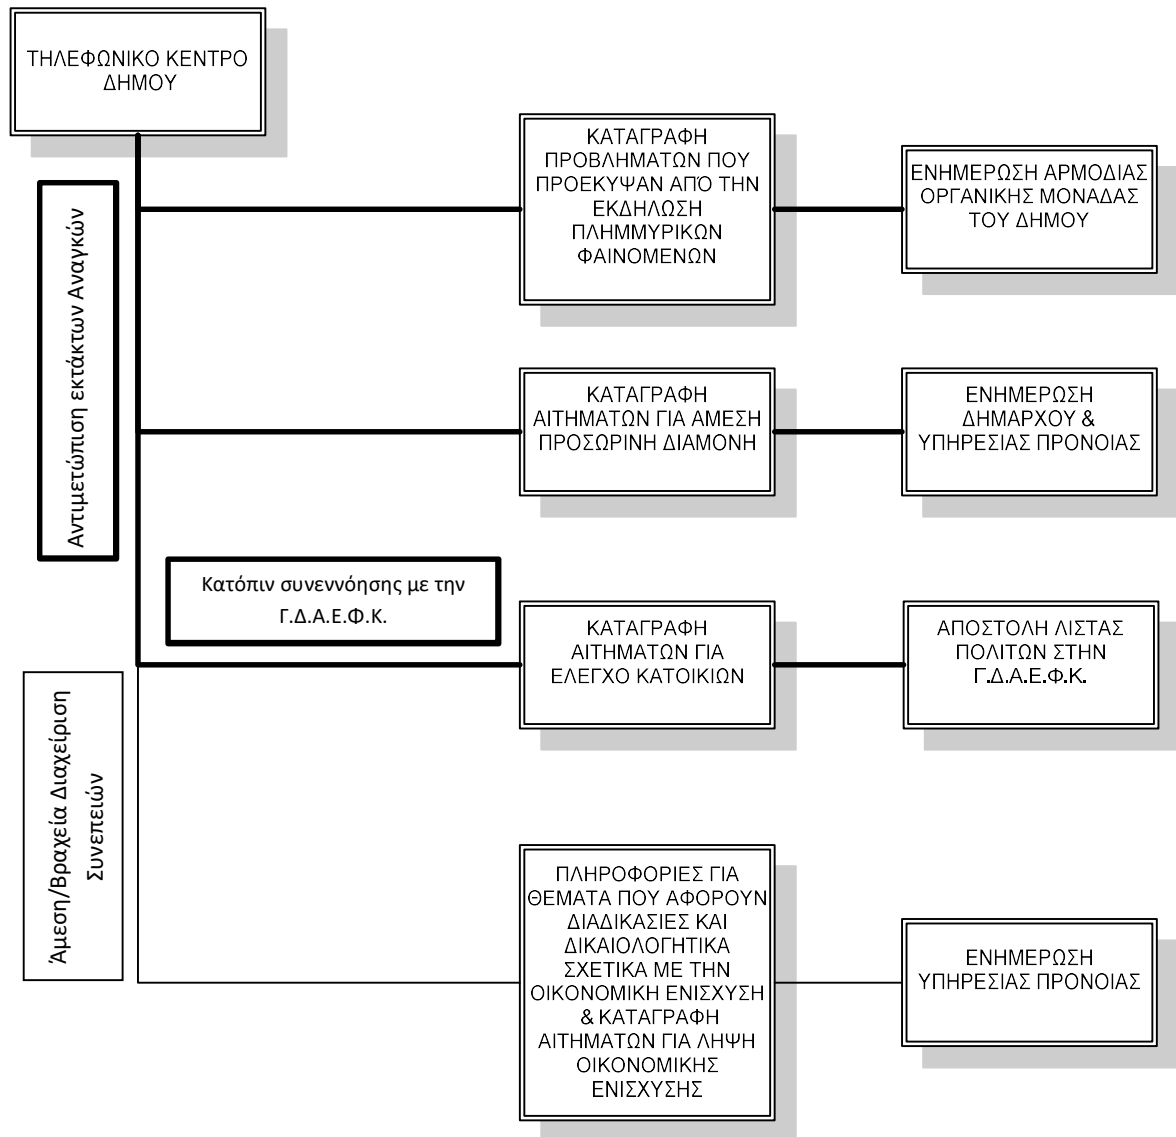 ΤΗΛΕΦΩΝΙΚΟ ΚΕΝΤΡΟ
ΔΗΜΟΥ
Αντιμετώπιση εκτάκτων Αναγκών
ΚΑΤΑΓΡΑΦΗ
ΠΡΟΒΛΗΜΑΤΩΝ ΠΟΥ
ΠΡΟΕΚΥΨΑΝ ΑΠΟ ΤΗΝ
ΕΚΔΗΛΩΣΗ
ΠΛΗΜΜΥΡΙΚΩΝ
ΦΑΙΝΟΜΕΝΩΝ
ΕΝΗΜΕΡΩΣΗ ΑΡΜΟΔΙΑΣ
ΟΡΓΑΝΙΚΗΣ ΜΟΝΑΔΑΣ
ΤΟΥ ΔΗΜΟΥ
ΚΑΤΑΓΡΑΦΗ
ΑΙΤΗΜΑΤΩΝ ΓΙΑ ΑΜΕΣΗ
ΠΡΟΣΩΡΙΝΗ ΔΙΑΜΟΝΗ
ΕΝΗΜΕΡΩΣΗ
ΔΗΜΑΡΧΟΥ &
ΥΠΗΡΕΣΙΑΣ ΠΡΟΝΟΙΑΣ
Κατόπιν συνεννόησης με την
Γ.Δ.Α.Ε.Φ.Κ.
ΚΑΤΑΓΡΑΦΗ
ΑΙΤΗΜΑΤΩΝ ΓΙΑ
ΕΛΕΓΧΟ ΚΑΤΟΙΚΙΩΝ
ΑΠΟΣΤΟΛΗ ΛΙΣΤΑΣ
ΠΟΛΙΤΩΝ ΣΤΗΝ
Γ.Δ.Α.Ε.Φ.Κ.
Άμεση/Βραχεία Διαχείριση
Συνεπειών
ΠΛΗΡΟΦΟΡΙΕΣ ΓΙΑ
ΘΕΜΑΤΑ ΠΟΥ ΑΦΟΡΟΥΝ
ΔΙΑΔΙΚΑΣΙΕΣ ΚΑΙ
ΔΙΚΑΙΟΛΟΓΗΤΙΚΑ
ΣΧΕΤΙΚΑ ΜΕ ΤΗΝ
ΟΙΚΟΝΟΜΙΚΗ ΕΝΙΣΧΥΣΗ
& ΚΑΤΑΓΡΑΦΗ
ΑΙΤΗΜΑΤΩΝ ΓΙΑ ΛΗΨΗ
ΟΙΚΟΝΟΜΙΚΗΣ
ΕΝΙΣΧΥΣΗΣ
ΕΝΗΜΕΡΩΣΗ
ΥΠΗΡΕΣΙΑΣ ΠΡΟΝΟΙΑΣ